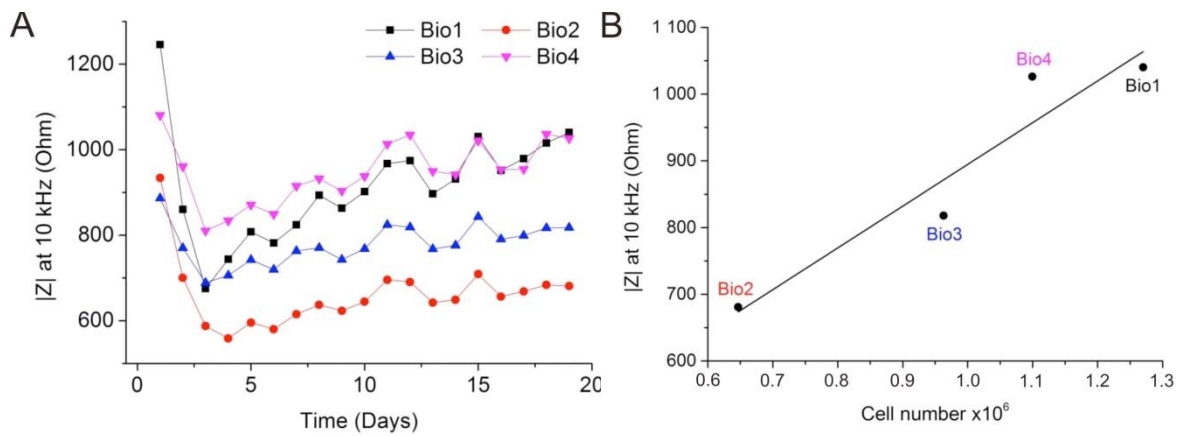 A
Bio1 Bio2
Bio3 Bio4
1200
1000
800
600
|Z| at 10 kHz (Ohm)
0 5 10 15 20
Time (Days)
B
1 100
1 000
900
800
700
600
|Z| at 10 kHz (Ohm)
Bio4
Bio1
Bio3
Bio2
0.6 0.7 0.8 0.9 1.0 1.1 1.2 1.3
Cell number x10⁶